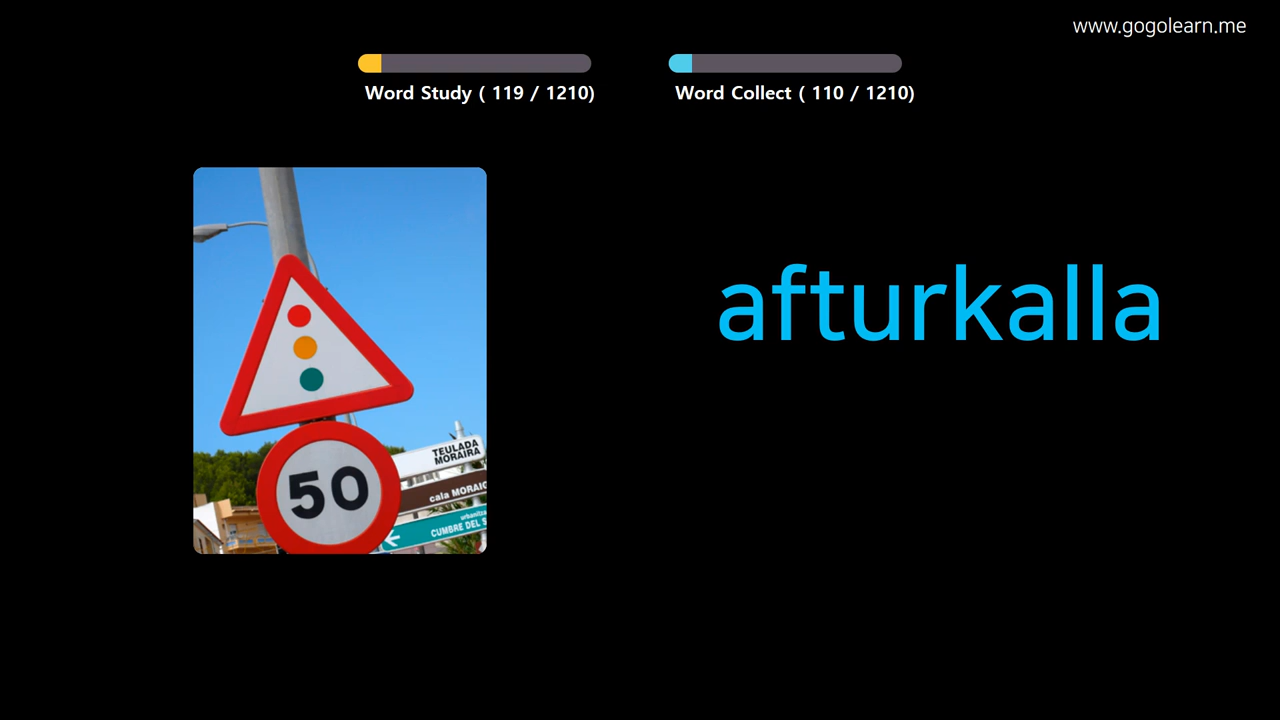 www.gogolearn.me
Word Study ( 119 / 1210)
Word Collect ( 110 / 1210)
afturkalla
TEULADA
MORAIRA
cala MORAIG
urbanitza
CUMBRE DEL S
50